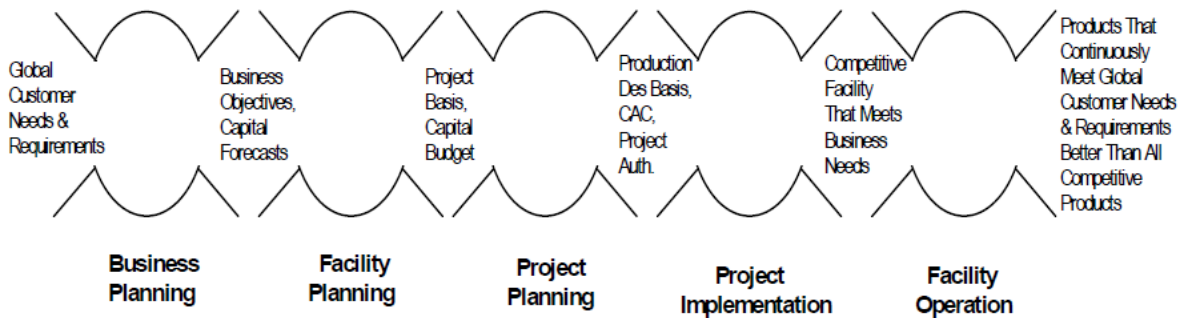 Global
Customer
Needs &
Requirements
Business
Objectives,
Capital
Forecasts
Project
Basis,
Capital
Budget
Production
Des Basis,
CAC,
Project
Auth.
Competitive
Facility
That Meets
Business
Needs
Products That
Continuously
Meet Global
Customer Needs
& Requirements
Better Than All
Competitive
Products
Business
Planning
Facility
Planning
Project
Planning
Project
Implementation
Facility
Operation